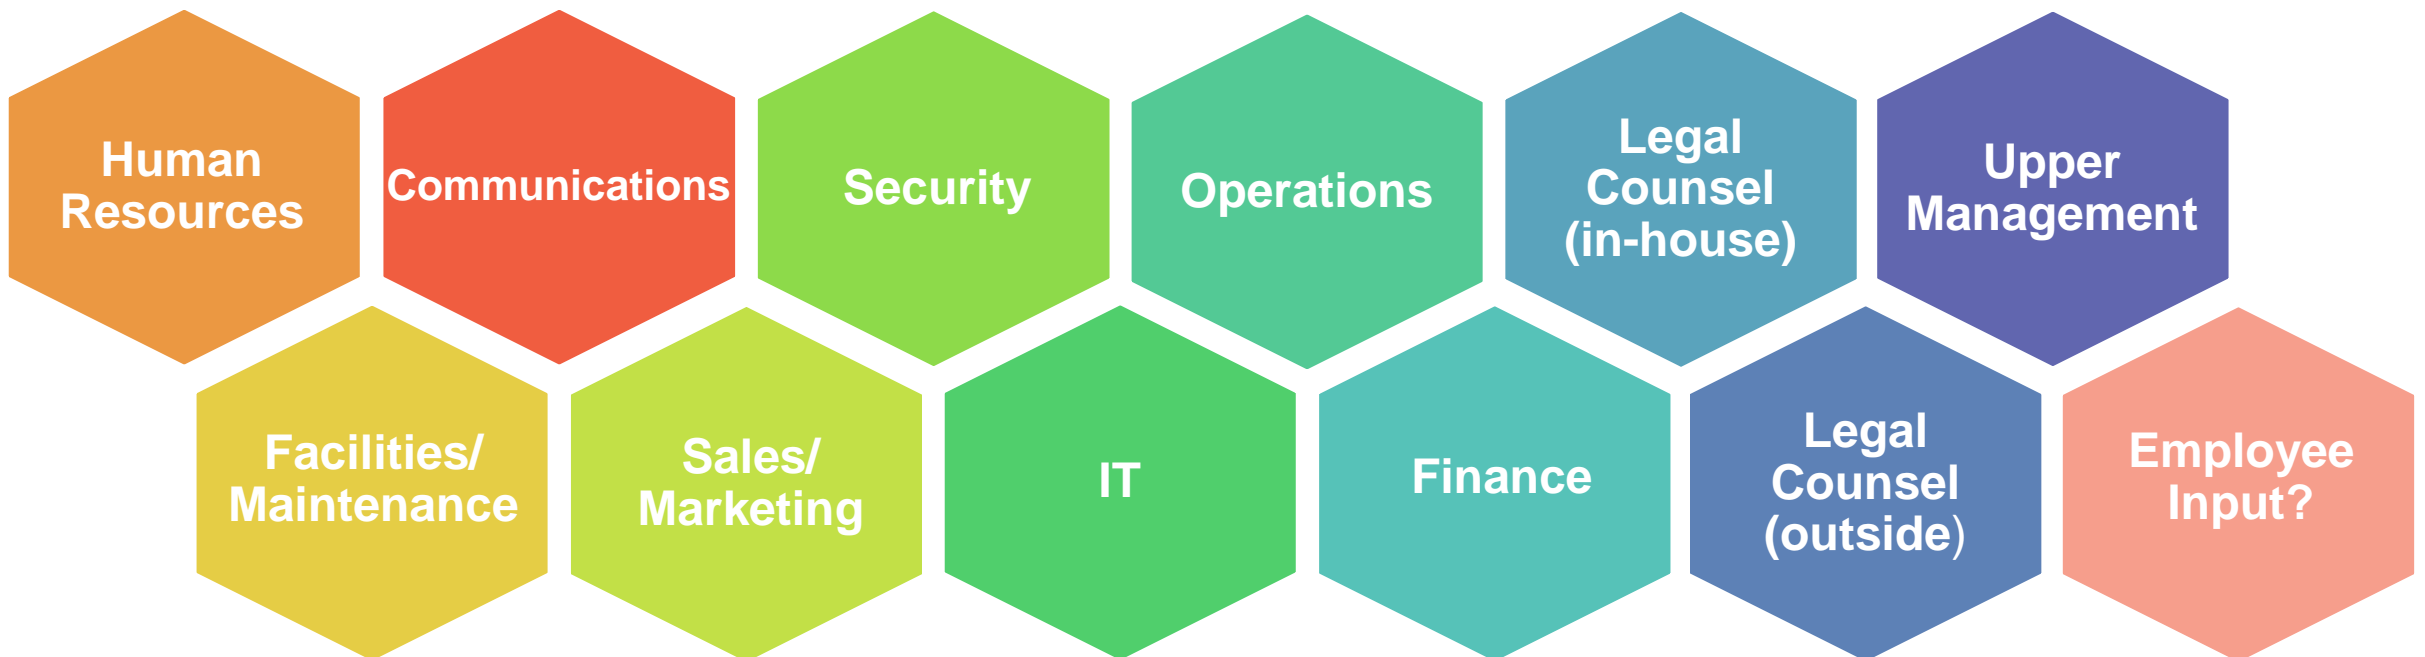 Human
Resources
Communications
Security
Operations
Legal
Counsel
(in-house)
Upper
Management
Facilities/
Maintenance
Sales/
Marketing
IT
Finance
Legal
Counsel
(outside)
Employee
Input?